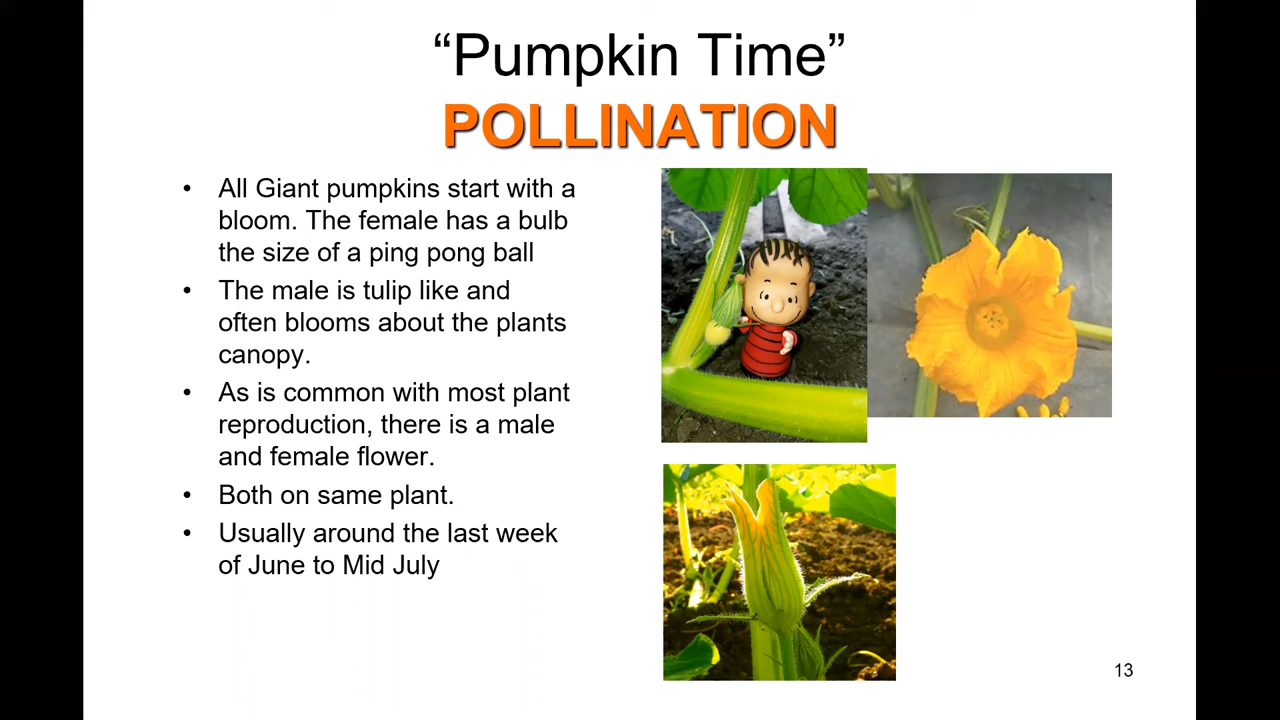 “Pumpkin Time”
POLLINATION
• All Giant pumpkins start with a
bloom. The female has a bulb
the size of a ping pong ball
• The male is tulip like and
often blooms about the plants
canopy.
• As is common with most plant
reproduction, there is a male
and female flower.
• Both on same plant.
• Usually around the last week
of June to Mid July
13